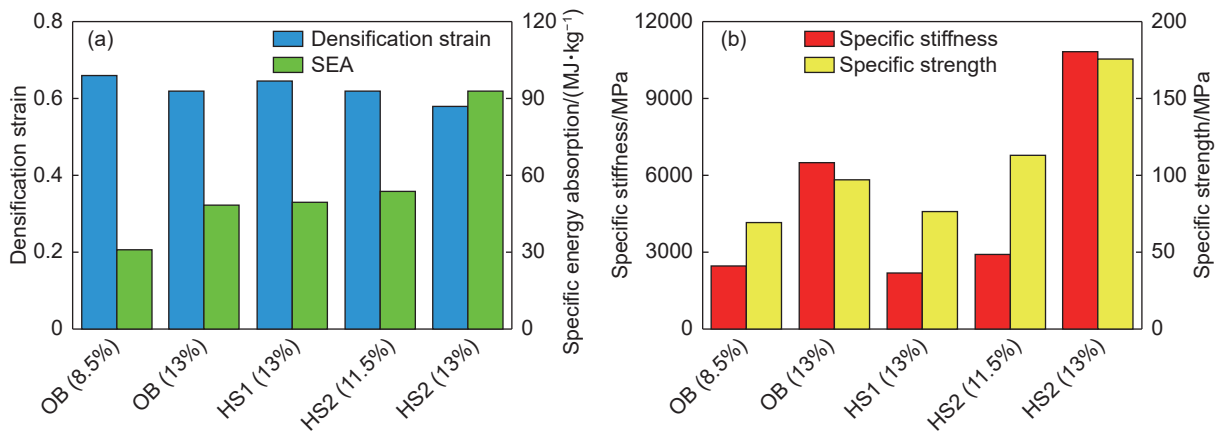 (a)
Densification strain
SEA
0.8
0.6
0.4
0.2
0
Densification strain
120
90
60
30
0
Specific energy absorption/(MJ·kg⁻¹)
OB (8.5%)
OB (13%)
HS1 (13%)
HS2 (11.5%)
HS2 (13%)
(b)
Specific stiffness
Specific strength
12000
9000
6000
3000
0
Specific stiffness/MPa
200
150
100
50
0
Specific strength/MPa
OB (8.5%)
OB (13%)
HS1 (13%)
HS2 (11.5%)
HS2 (13%)